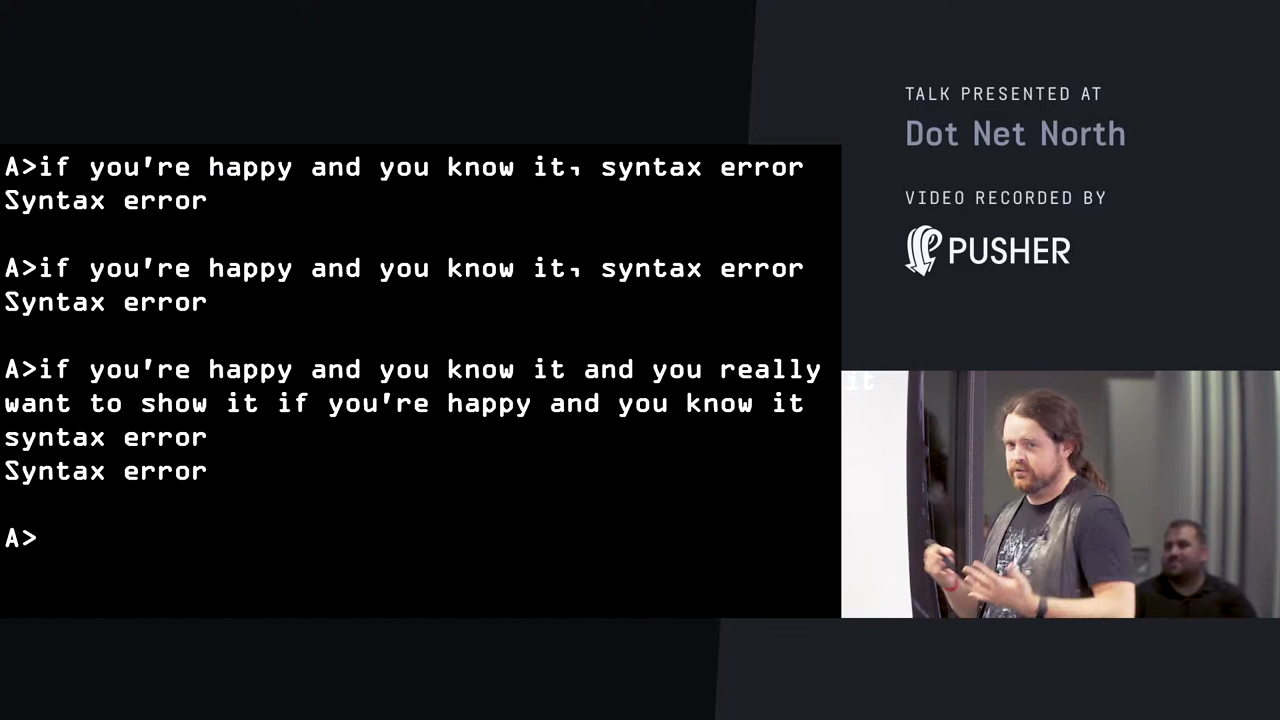 A>if you're happy and you know it, syntax error
Syntax error
A>if you're happy and you know it, syntax error
Syntax error
A>if you're happy and you know it and you really
want to show it if you're happy and you know it
syntax error
Syntax error
A>
TALK PRESENTED AT
Dot Net North
VIDEO RECORDED BY
PUSHER
it